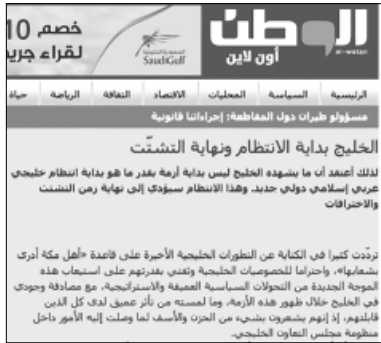 الوطن
أون لاين
al-watan
SaudiGulf
خصم 10
لقراء جريد
الرئيسية السياسة المحليات الاقتصاد الثقافة الرياضة حياة
مسؤولو طيران دول المقاطعة: إجراءاتنا قانونية
الخليج بداية الانتظام ونهاية التشتّت
لذلك أعتقد أن ما يشهده الخليج ليس بداية أزمة بقدر ما هو بداية انتظام خليجي
عربي إسلامي دولي جديد. وهذا الانتظام سيؤدي إلى نهاية زمن التشتت
والاختراقات
تردّدت كثيرا في الكتابة عن التطورات الخليجية الأخيرة على قاعدة «أهل مكة أدرى
بشعابها»، واحتراما للخصوصيات الخليجية وثقتي بقدرتهم على استيعاب هذه
الموجة الجديدة من التحولات السياسية العميقة والاستراتيجية، مع مصادفة وجودي
في الخليج خلال ظهور هذه الأزمة، وما لمسته من تأثر عميق لدى كل الذين
قابلتهم، إذ إنهم يشعرون بشيء من الحزن والأسف لما وصلت إليه الأمور داخل
منظومة مجلس التعاون الخليجي.